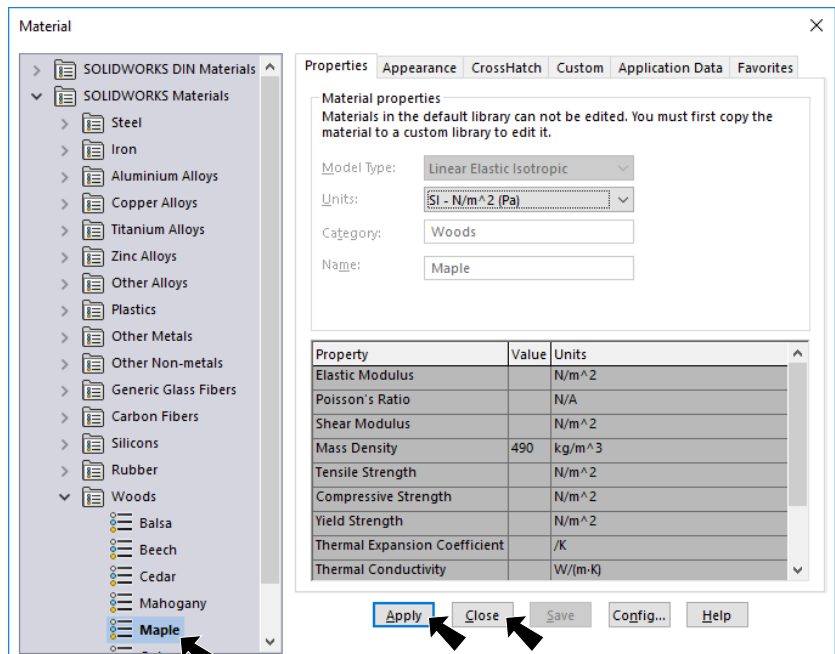 Material
SOLIDWORKS DIN Materials
SOLIDWORKS Materials
Steel
Iron
Aluminium Alloys
Copper Alloys
Titanium Alloys
Zinc Alloys
Other Alloys
Plastics
Other Metals
Other Non-metals
Generic Glass Fibers
Carbon Fibers
Silicons
Rubber
Woods
Balsa
Beech
Cedar
Mahogany
Maple
Properties Appearance CrossHatch Custom Application Data Favorites
Material properties
Materials in the default library can not be edited. You must first copy the
material to a custom library to edit it.
Model Type: Linear Elastic Isotropic
Units: SI - N/m^2 (Pa)
Category: Woods
Name: Maple
Property Value Units
Elastic Modulus N/m^2
Poisson's Ratio N/A
Shear Modulus N/m^2
Mass Density 490 kg/m^3
Tensile Strength N/m^2
Compressive Strength N/m^2
Yield Strength N/m^2
Thermal Expansion Coefficient /K
Thermal Conductivity W/(m·K)
Apply Close Save Config... Help